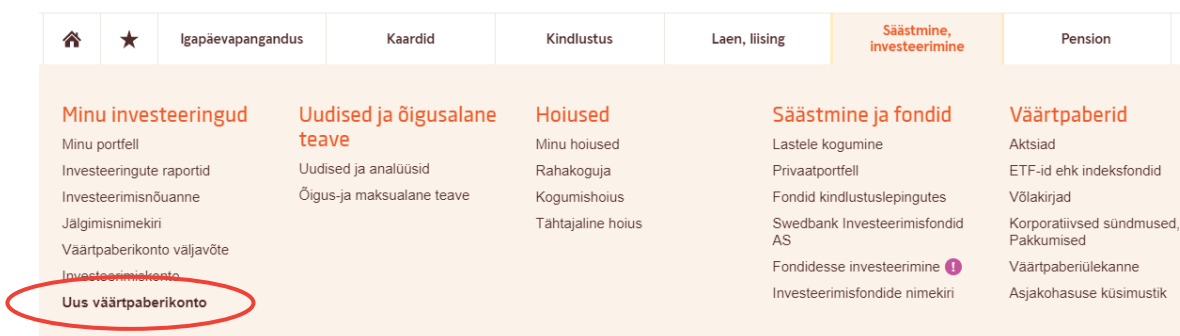 Igapäevapangandus
Kaardid
Kindlustus
Laen, liising
Säästmine,
investeerimine
Pension
Minu investeeringud
Minu portfell
Investeeringute raportid
Investeerimisnõuanne
Jälgimisnimekiri
Väärtpaberikonto väljavõte
Investeerimiskonto
Uus väärtpaberikonto
Uudised ja õigusalane
teave
Uudised ja analüüsid
Õigus-ja maksualane teave
Hoiused
Minu hoiused
Rahakoguja
Kogumishoius
Tähtajaline hoius
Säästmine ja fondid
Lastele kogumine
Privaatportfell
Fondid kindlustuslepingutes
Swedbank Investeerimisfondid
AS
Fondidesse investeerimine !
Investeerimisfondide nimekiri
Väärtpaberid
Aktsiad
ETF-id ehk indeksfondid
Võlakirjad
Korporatiivsed sündmused,
Pakkumised
Väärtpaberiülekanne
Asjakohasuse küsimustik